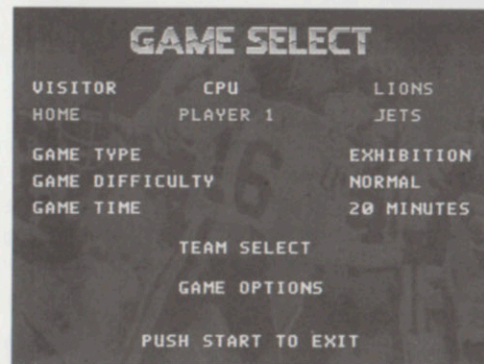 GAME SELECT
VISITOR CPU LIONS
HOME PLAYER 1 JETS
GAME TYPE EXHIBITION
GAME DIFFICULTY NORMAL
GAME TIME 20 MINUTES
TEAM SELECT
GAME OPTIONS
PUSH START TO EXIT